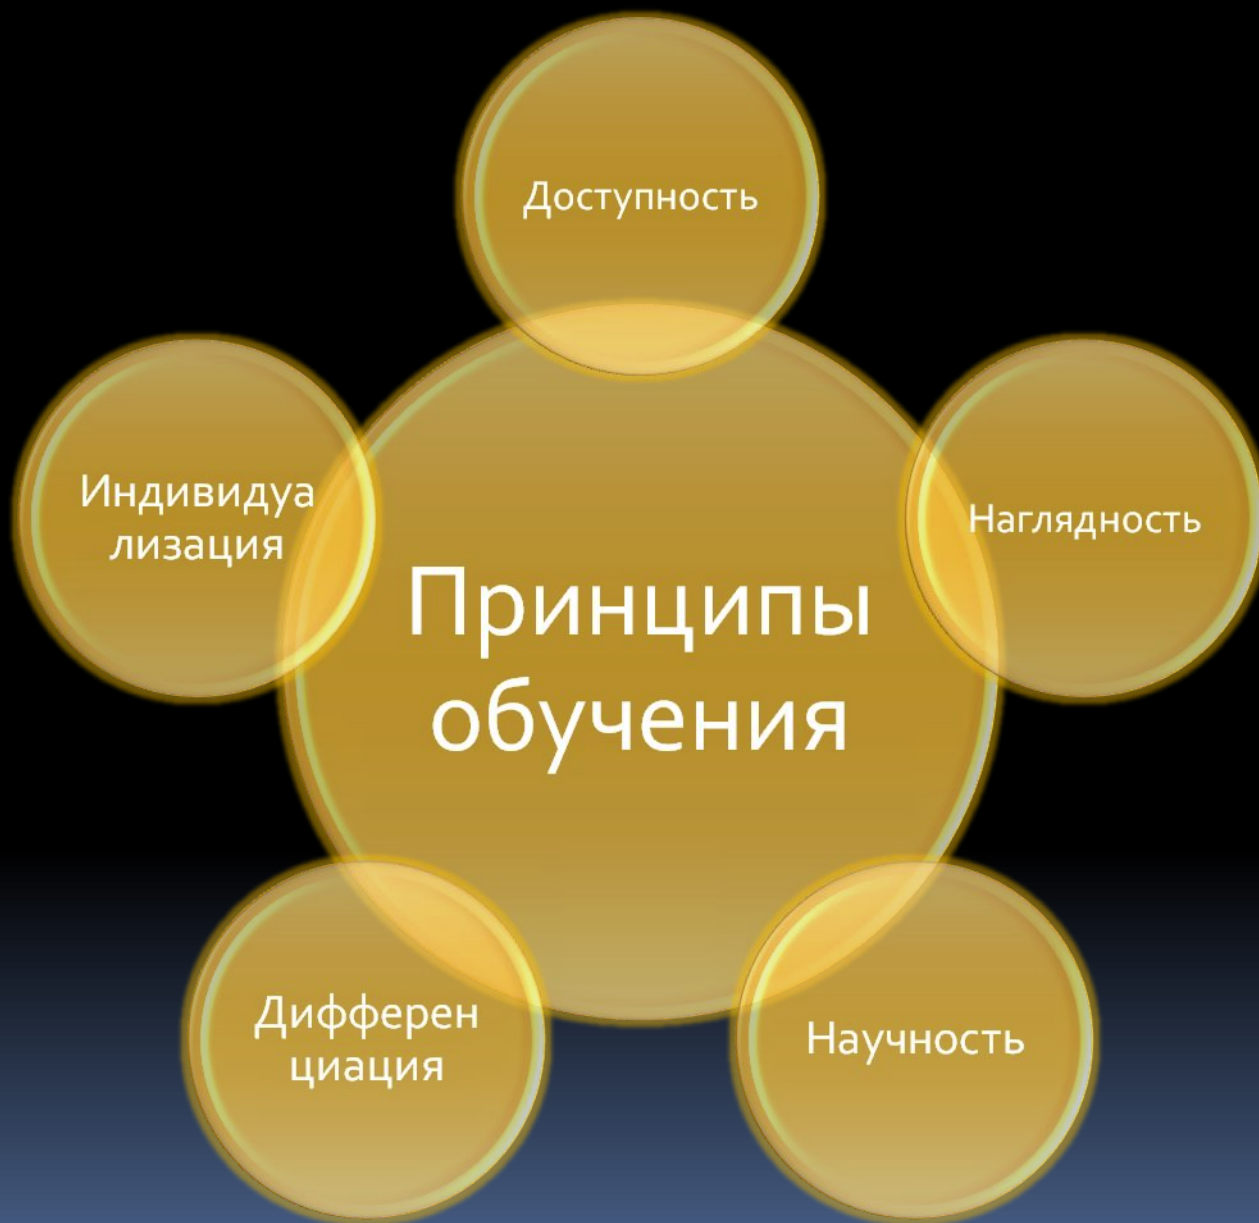 Доступность
Индивидуа
лизация
Наглядность
Принципы
обучения
Дифферен
циация
Научность